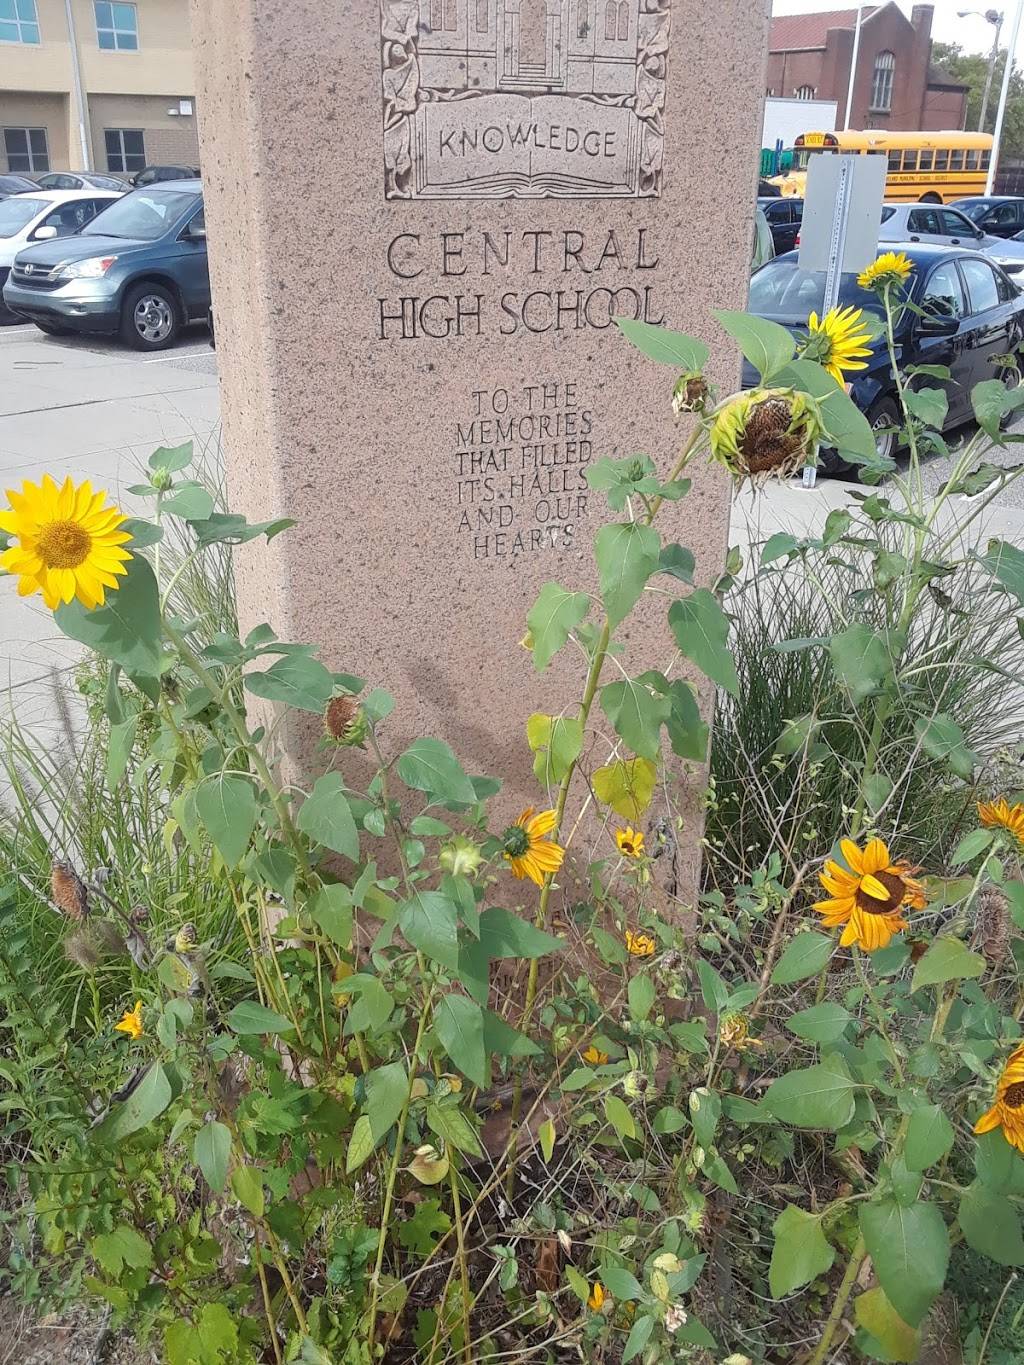 KNOWLEDGE
CENTRAL
HIGH SCHOOL
TO THE
MEMORIES
THAT FILLED
ITS HALLS
AND OUR
HEARTS